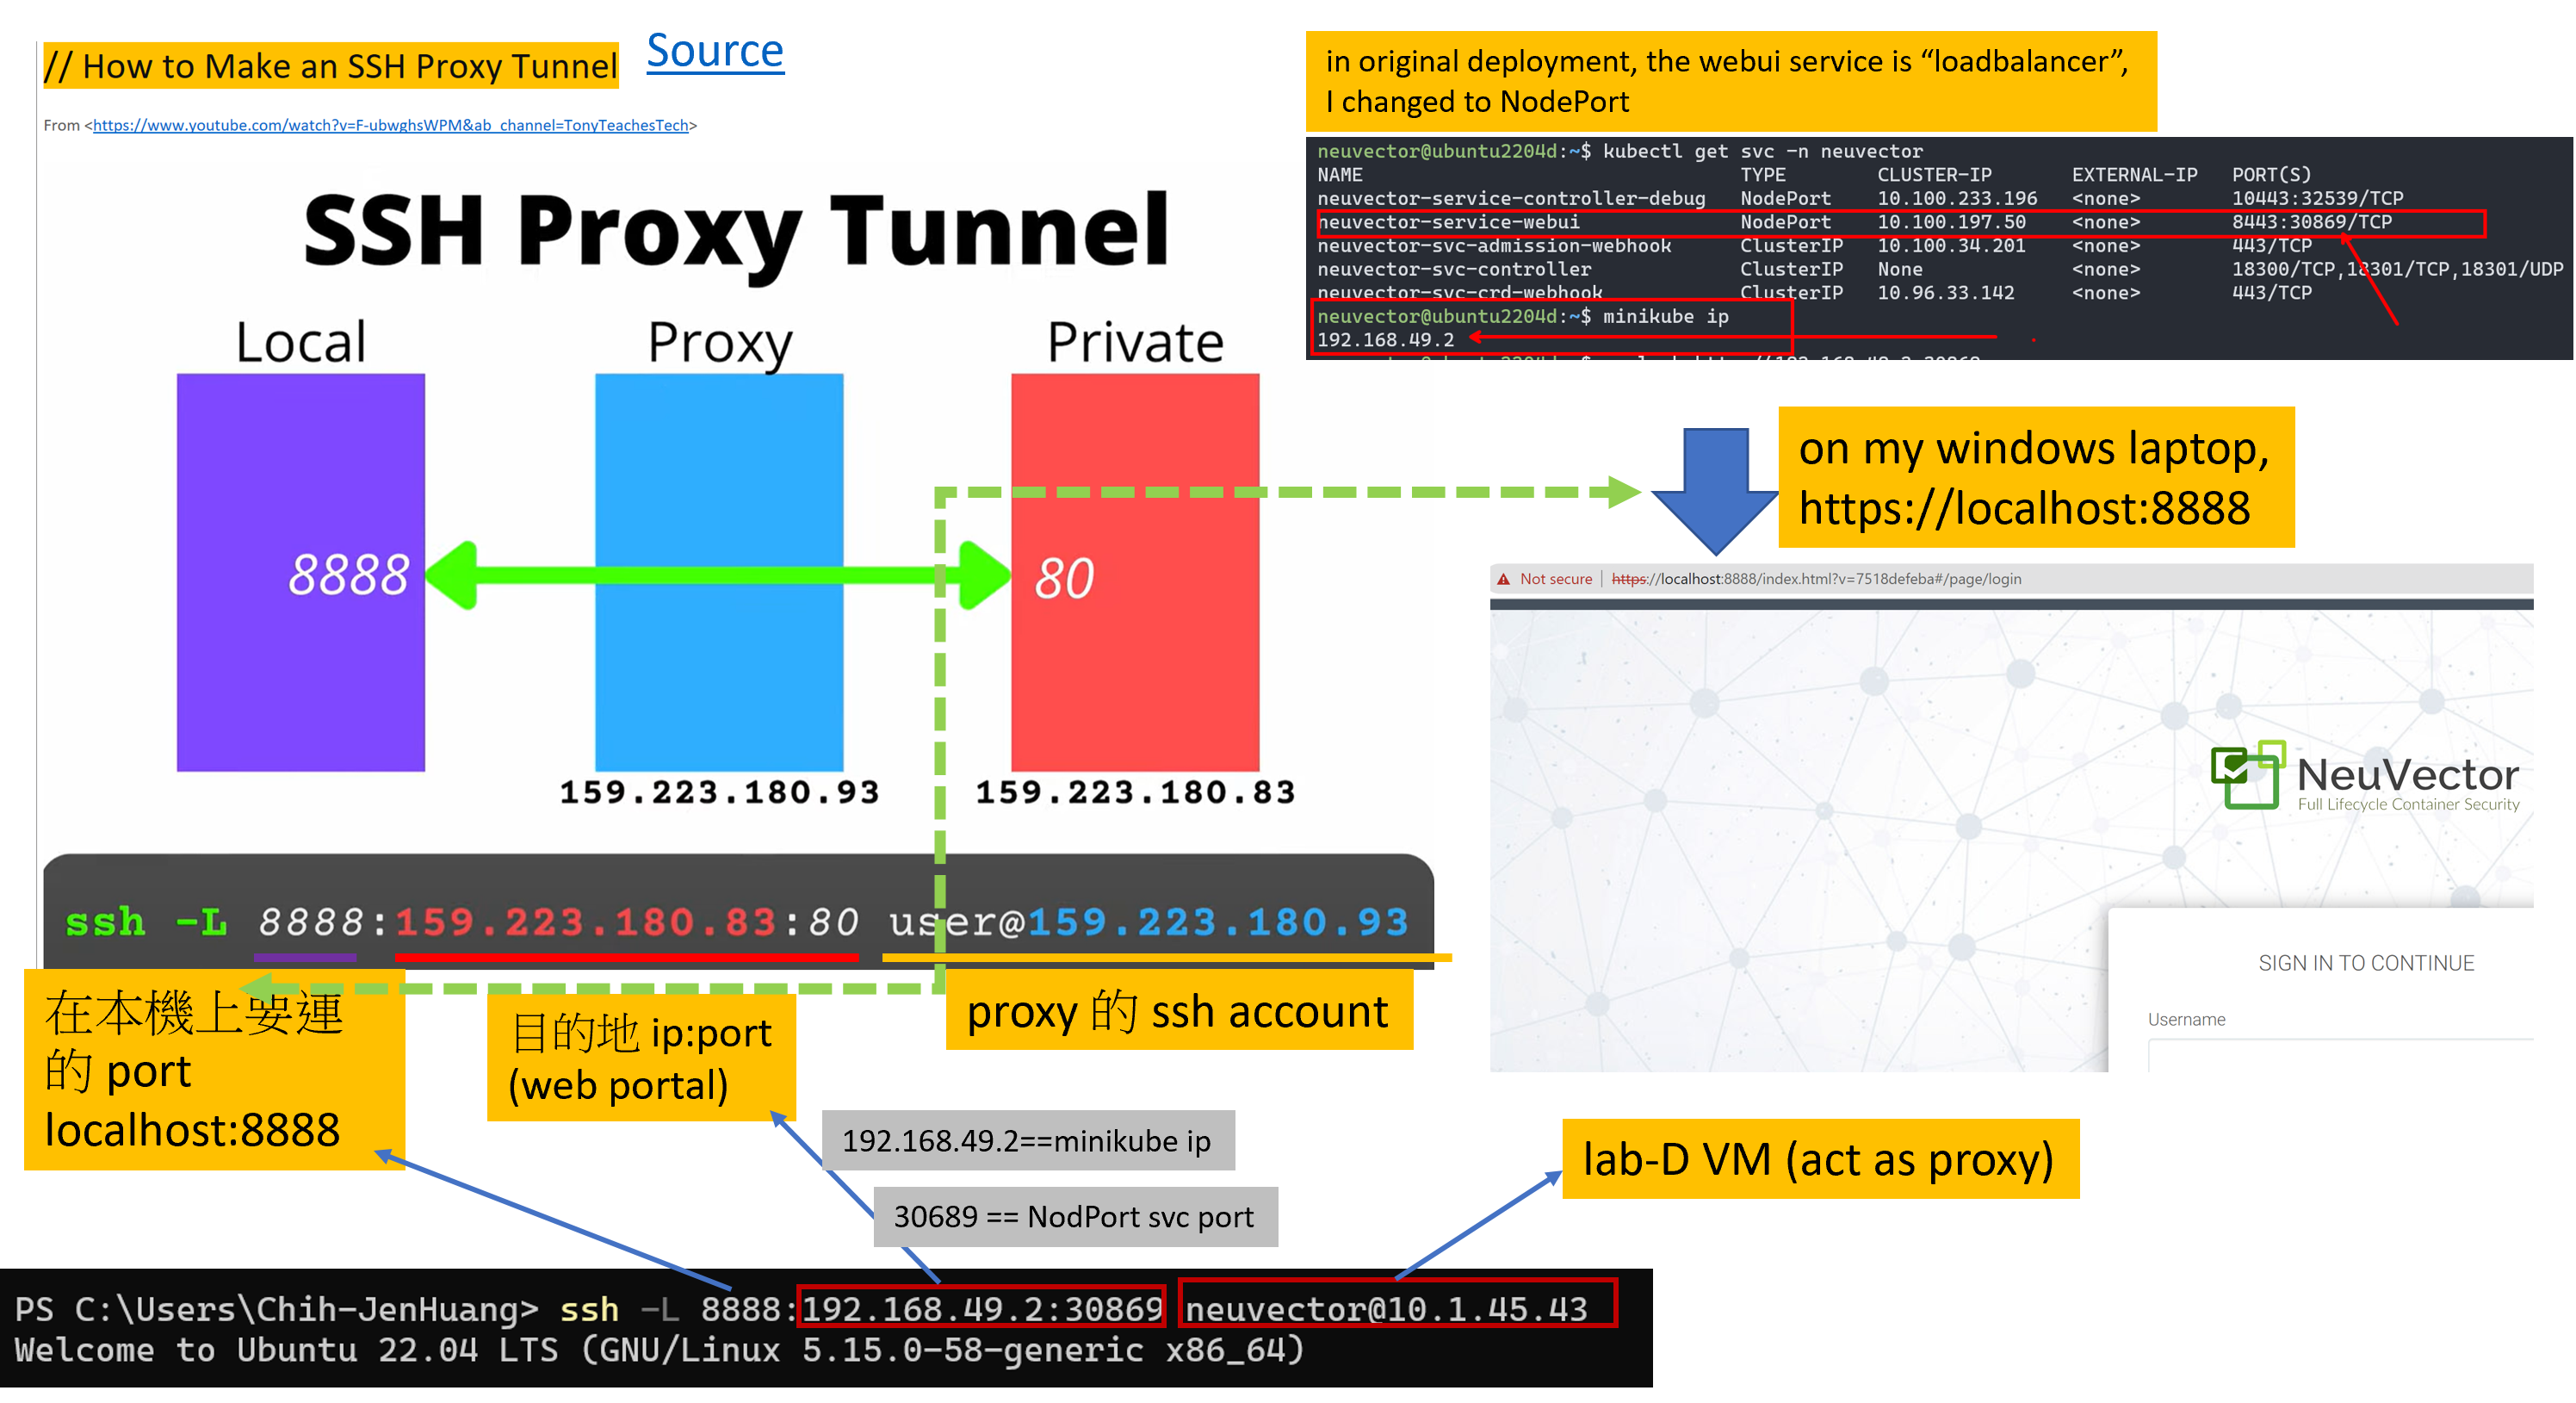 // How to Make an SSH Proxy Tunnel
Source
From <https://www.youtube.com/watch?v=F-ubwghsWPM&ab_channel=TonyTeachesTech>
SSH Proxy Tunnel
Local
Proxy
Private
8888
80
159.223.180.93
159.223.180.83
ssh -L 8888:159.223.180.83:80 user@159.223.180.93
在本機上要運
的 port
localhost:8888
目的地 ip:port
(web portal)
proxy 的 ssh account
in original deployment, the webui service is “loadbalancer”,
I changed to NodePort
neuvector@ubuntu2204d:~$ kubectl get svc -n neuvector
NAME TYPE CLUSTER-IP EXTERNAL-IP PORT(S)
neuvector-service-controller-debug NodePort 10.100.233.196 <none> 10443:32539/TCP
neuvector-service-webui NodePort 10.100.197.50 <none> 8443:30869/TCP
neuvector-svc-admission-webhook ClusterIP 10.100.34.201 <none> 443/TCP
neuvector-svc-controller ClusterIP None <none> 18300/TCP,18301/TCP,18301/UDP
neuvector-svc-crd-webhook ClusterIP 10.96.33.142 <none> 443/TCP
neuvector@ubuntu2204d:~$ minikube ip
192.168.49.2
on my windows laptop,
https://localhost:8888
Not secure | https://localhost:8888/index.html?v=7518defeba#/page/login
NeuVector
Full Lifecycle Container Security
SIGN IN TO CONTINUE
Username
192.168.49.2==minikube ip
30689 == NodPort svc port
lab-D VM (act as proxy)
PS C:\Users\Chih-JenHuang> ssh -L 8888:192.168.49.2:30869 neuvector@10.1.45.43
Welcome to Ubuntu 22.04 LTS (GNU/Linux 5.15.0-58-generic x86_64)